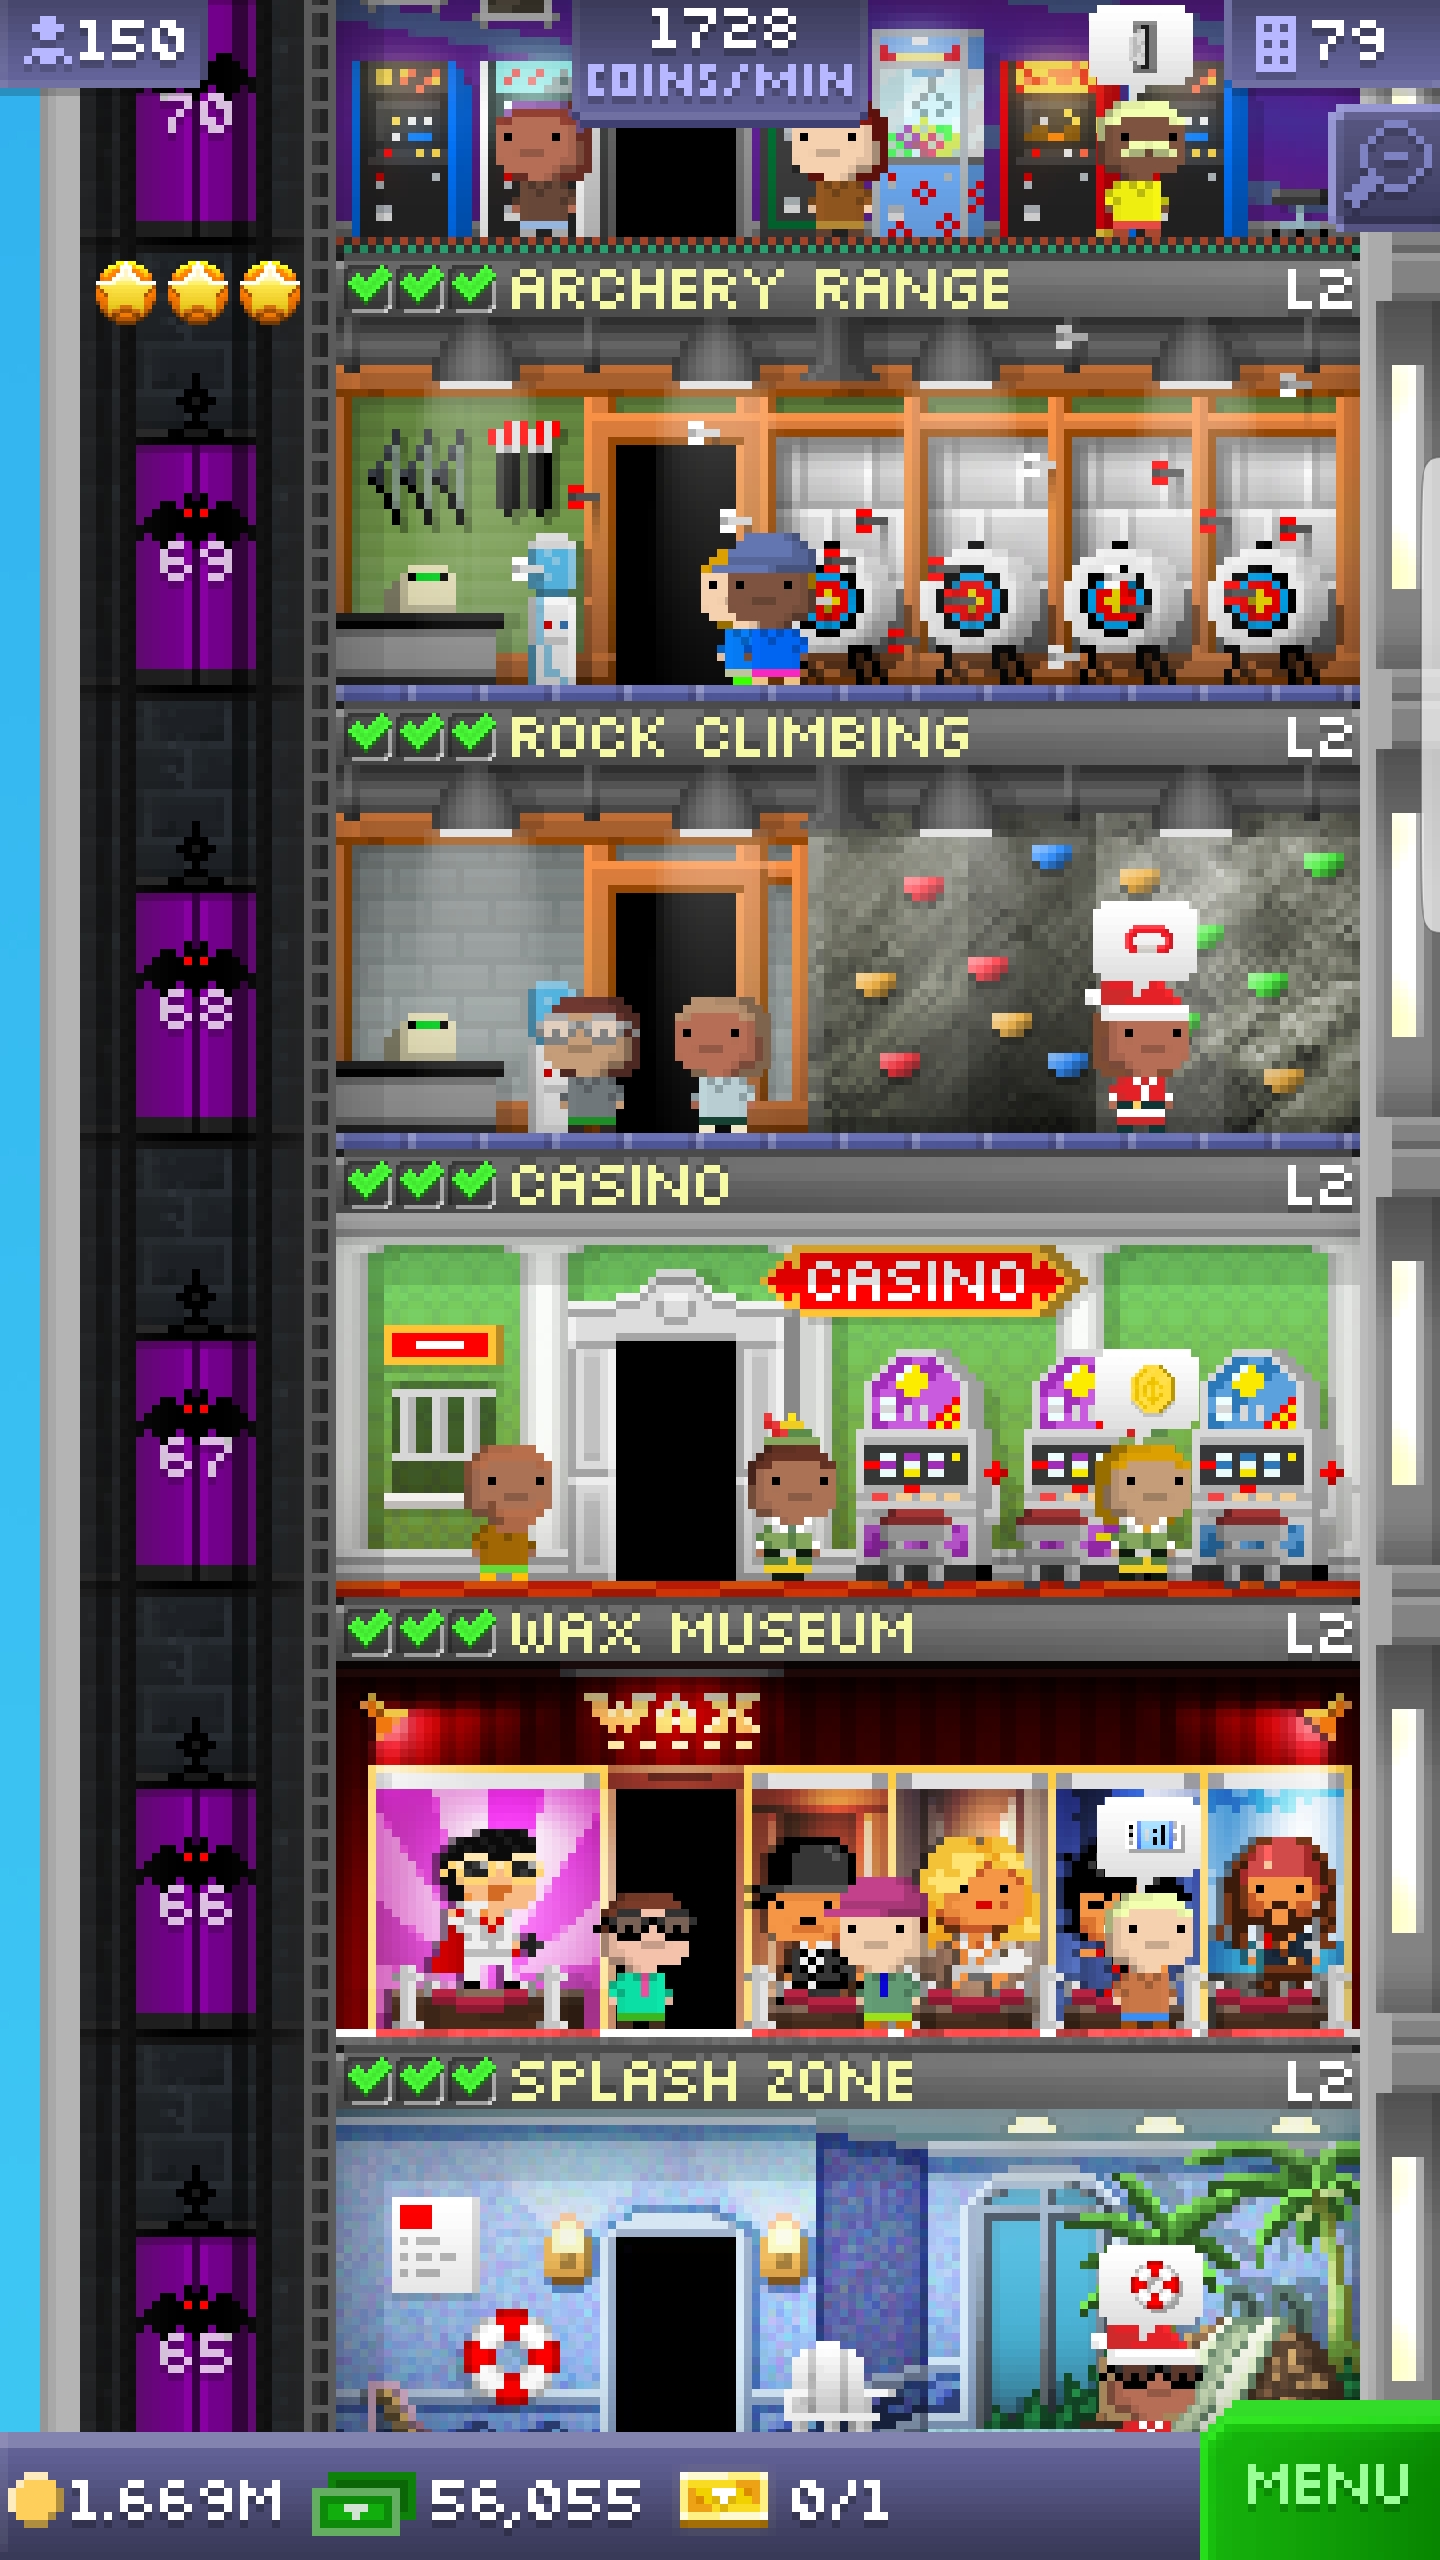 150
1728
COINS/MIN
79
70
ARCHERY RANGE L2
69
ROCK CLIMBING L2
68
CASINO L2
CASINO
67
WAX MUSEUM L2
WAX
66
SPLASH ZONE L2
65
1.669M 56,055 0/1 MENU